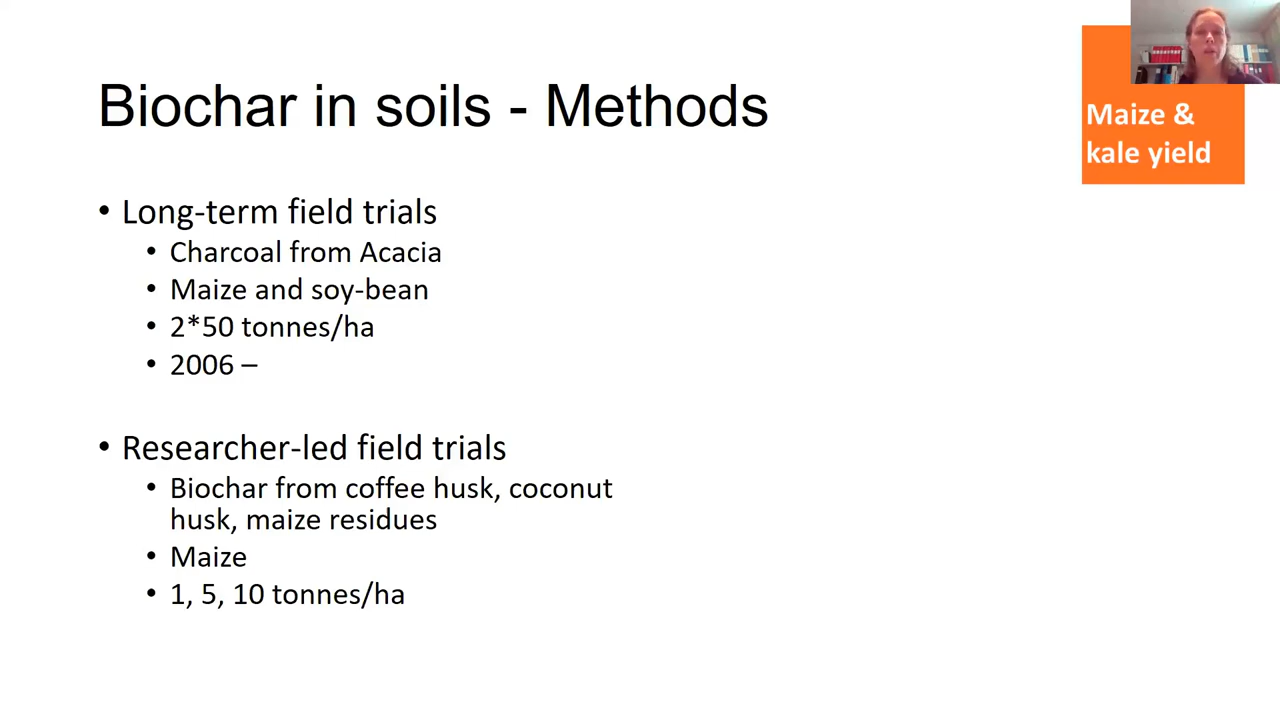 Biochar in soils - Methods
Maize &
kale yield
• Long-term field trials
• Charcoal from Acacia
• Maize and soy-bean
• 2*50 tonnes/ha
• 2006 –
• Researcher-led field trials
• Biochar from coffee husk, coconut
husk, maize residues
• Maize
• 1, 5, 10 tonnes/ha